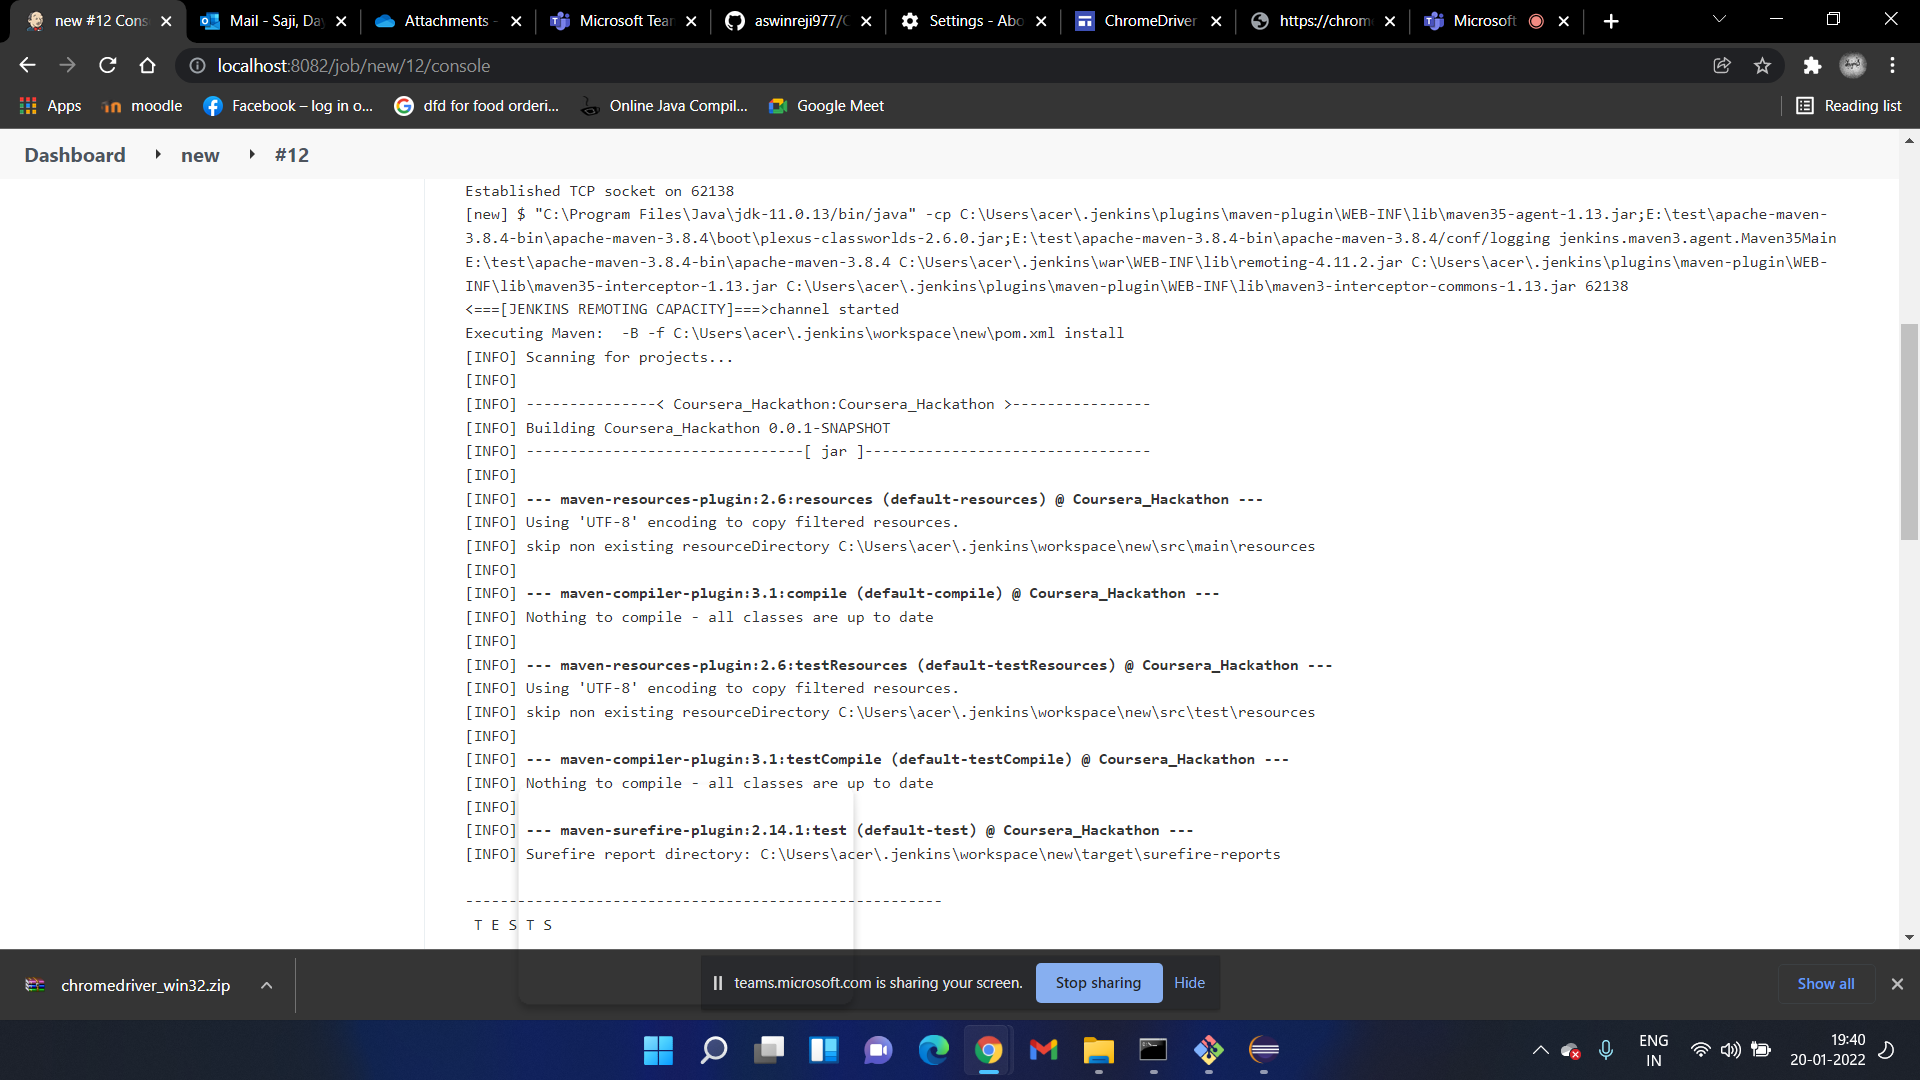 new #12 Cons
Mail - Saji, Da
Attachments -
Microsoft Tea
aswinreji977/C
Settings - Abo
ChromeDriver
https://chrom
Microsoft
localhost:8082/job/new/12/console
Apps
moodle
Facebook – log in o...
dfd for food orderi...
Online Java Compil...
Google Meet
Reading list
Dashboard
new
#12
Established TCP socket on 62138
[new] $ "C:\Program Files\Java\jdk-11.0.13/bin/java" -cp C:\Users\acer\.jenkins\plugins\maven-plugin\WEB-INF\lib\maven35-agent-1.13.jar;E:\test\apache-maven-
3.8.4-bin\apache-maven-3.8.4\boot\plexus-classworlds-2.6.0.jar;E:\test\apache-maven-3.8.4-bin\apache-maven-3.8.4/conf/logging jenkins.maven3.agent.Maven35Main
E:\test\apache-maven-3.8.4-bin\apache-maven-3.8.4 C:\Users\acer\.jenkins\war\WEB-INF\lib\remoting-4.11.2.jar C:\Users\acer\.jenkins\plugins\maven-plugin\WEB-
INF\lib\maven35-interceptor-1.13.jar C:\Users\acer\.jenkins\plugins\maven-plugin\WEB-INF\lib\maven3-interceptor-commons-1.13.jar 62138
<===[JENKINS REMOTING CAPACITY]===>channel started
Executing Maven:  -B -f C:\Users\acer\.jenkins\workspace\new\pom.xml install
[INFO] Scanning for projects...
[INFO]
[INFO] ---------------< Coursera_Hackathon:Coursera_Hackathon >----------------
[INFO] Building Coursera_Hackathon 0.0.1-SNAPSHOT
[INFO] --------------------------------[ jar ]---------------------------------
[INFO]
[INFO] --- maven-resources-plugin:2.6:resources (default-resources) @ Coursera_Hackathon ---
[INFO] Using 'UTF-8' encoding to copy filtered resources.
[INFO] skip non existing resourceDirectory C:\Users\acer\.jenkins\workspace\new\src\main\resources
[INFO]
[INFO] --- maven-compiler-plugin:3.1:compile (default-compile) @ Coursera_Hackathon ---
[INFO] Nothing to compile - all classes are up to date
[INFO]
[INFO] --- maven-resources-plugin:2.6:testResources (default-testResources) @ Coursera_Hackathon ---
[INFO] Using 'UTF-8' encoding to copy filtered resources.
[INFO] skip non existing resourceDirectory C:\Users\acer\.jenkins\workspace\new\src\test\resources
[INFO]
[INFO] --- maven-compiler-plugin:3.1:testCompile (default-testCompile) @ Coursera_Hackathon ---
[INFO] Nothing to compile - all classes are up to date
[INFO]
[INFO] --- maven-surefire-plugin:2.14.1:test (default-test) @ Coursera_Hackathon ---
[INFO] Surefire report directory: C:\Users\acer\.jenkins\workspace\new\target\surefire-reports
-------------------------------------------------------
T E S T S
chromedriver_win32.zip
teams.microsoft.com is sharing your screen.
Stop sharing
Hide
Show all
ENG
IN
19:40
20-01-2022